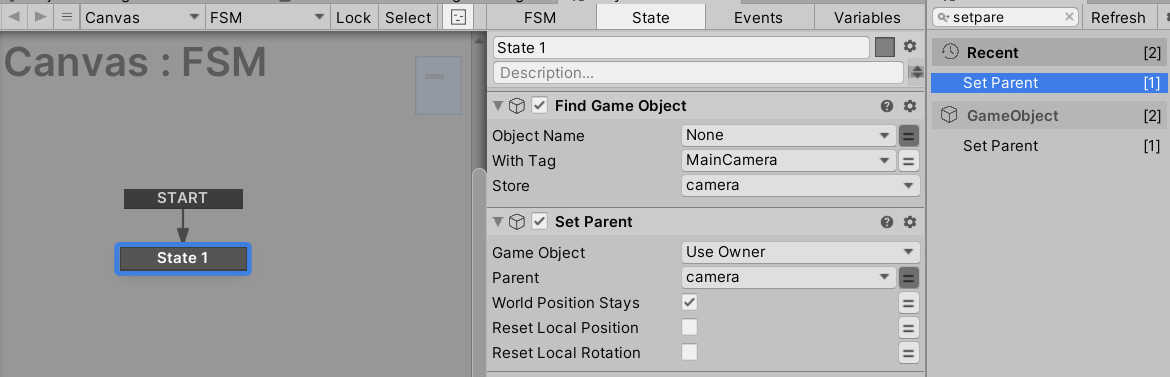 Canvas
FSM
Lock
Select
Canvas : FSM
START
State 1
FSM
State
Events
Variables
State 1
Description...
Find Game Object
Object Name
None
With Tag
MainCamera
Store
camera
Set Parent
Game Object
Use Owner
Parent
camera
World Position Stays
Reset Local Position
Reset Local Rotation
setpare
Refresh
Recent
[2]
Set Parent
[1]
GameObject
[2]
Set Parent
[1]